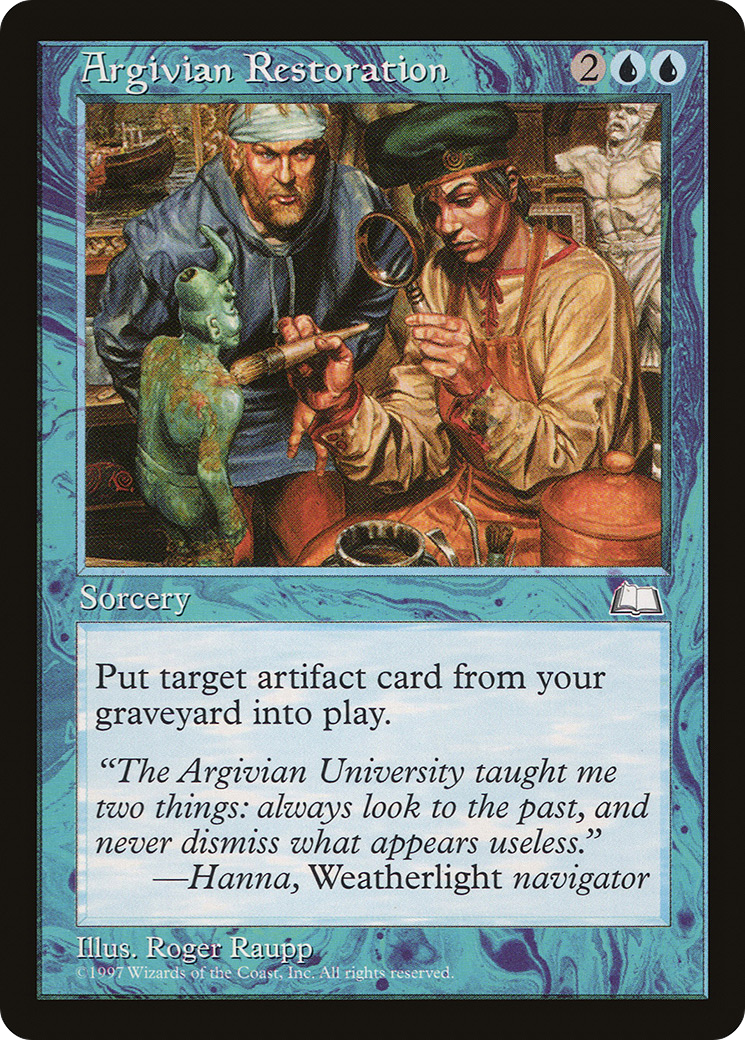 Argivian Restoration 2
Sorcery
Put target artifact card from your
graveyard into play.
“The Argivian University taught me
two things: always look to the past, and
never dismiss what appears useless.”
—Hanna, Weatherlight navigator
Illus. Roger Raupp
©1997 Wizards of the Coast, Inc. All rights reserved.